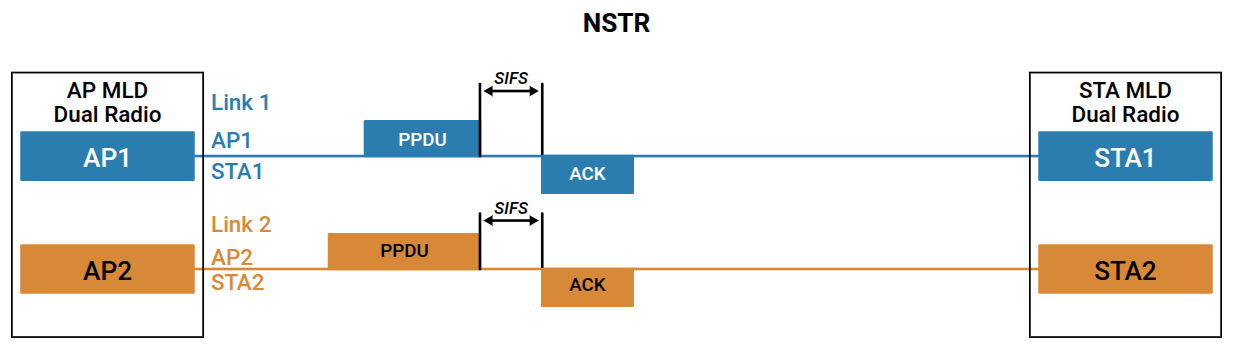 NSTR
AP MLD
Dual Radio
AP1
AP2
Link 1
AP1
STA1
PPDU
SIFS
ACK
Link 2
AP2
STA2
PPDU
SIFS
ACK
STA MLD
Dual Radio
STA1
STA2